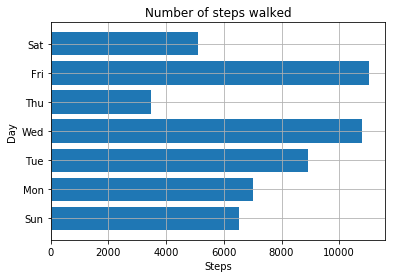 Number of steps walked
Sat
Fri
Thu
Wed
Tue
Mon
Sun
Day
0 2000 4000 6000 8000 10000
Steps